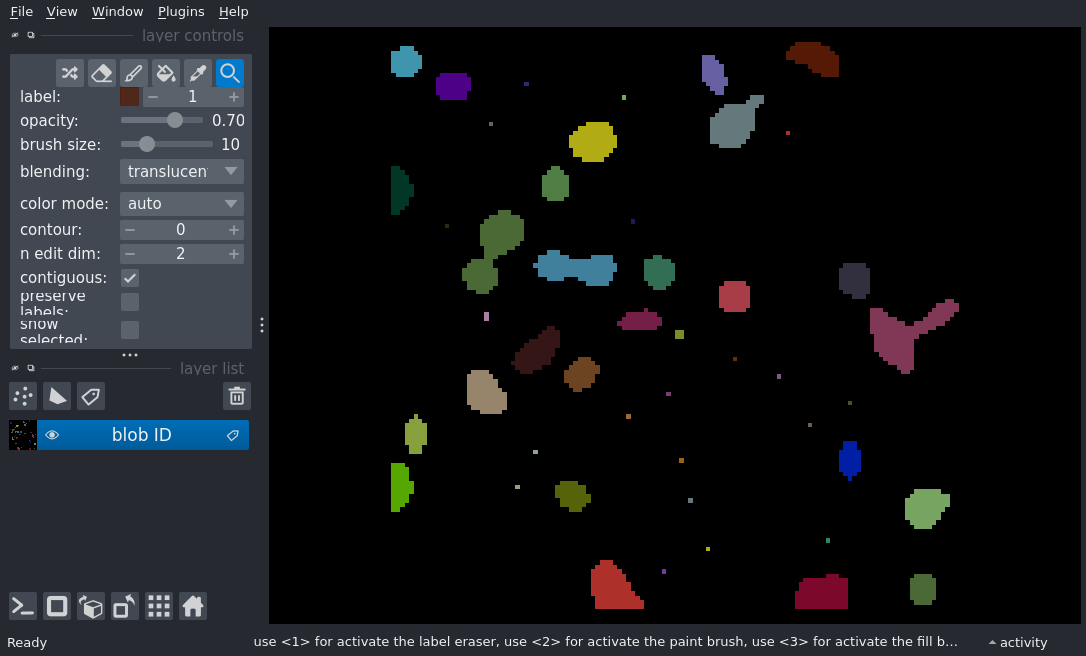 File View Window Plugins Help
layer controls
label: 1
opacity: 0.70
brush size: 10
blending: translucen
color mode: auto
contour: 0
n edit dim: 2
contiguous:
preserve
labels:
show
selected:
layer list
blob ID
Ready use <1> for activate the label eraser, use <2> for activate the paint brush, use <3> for activate the fill b... activity